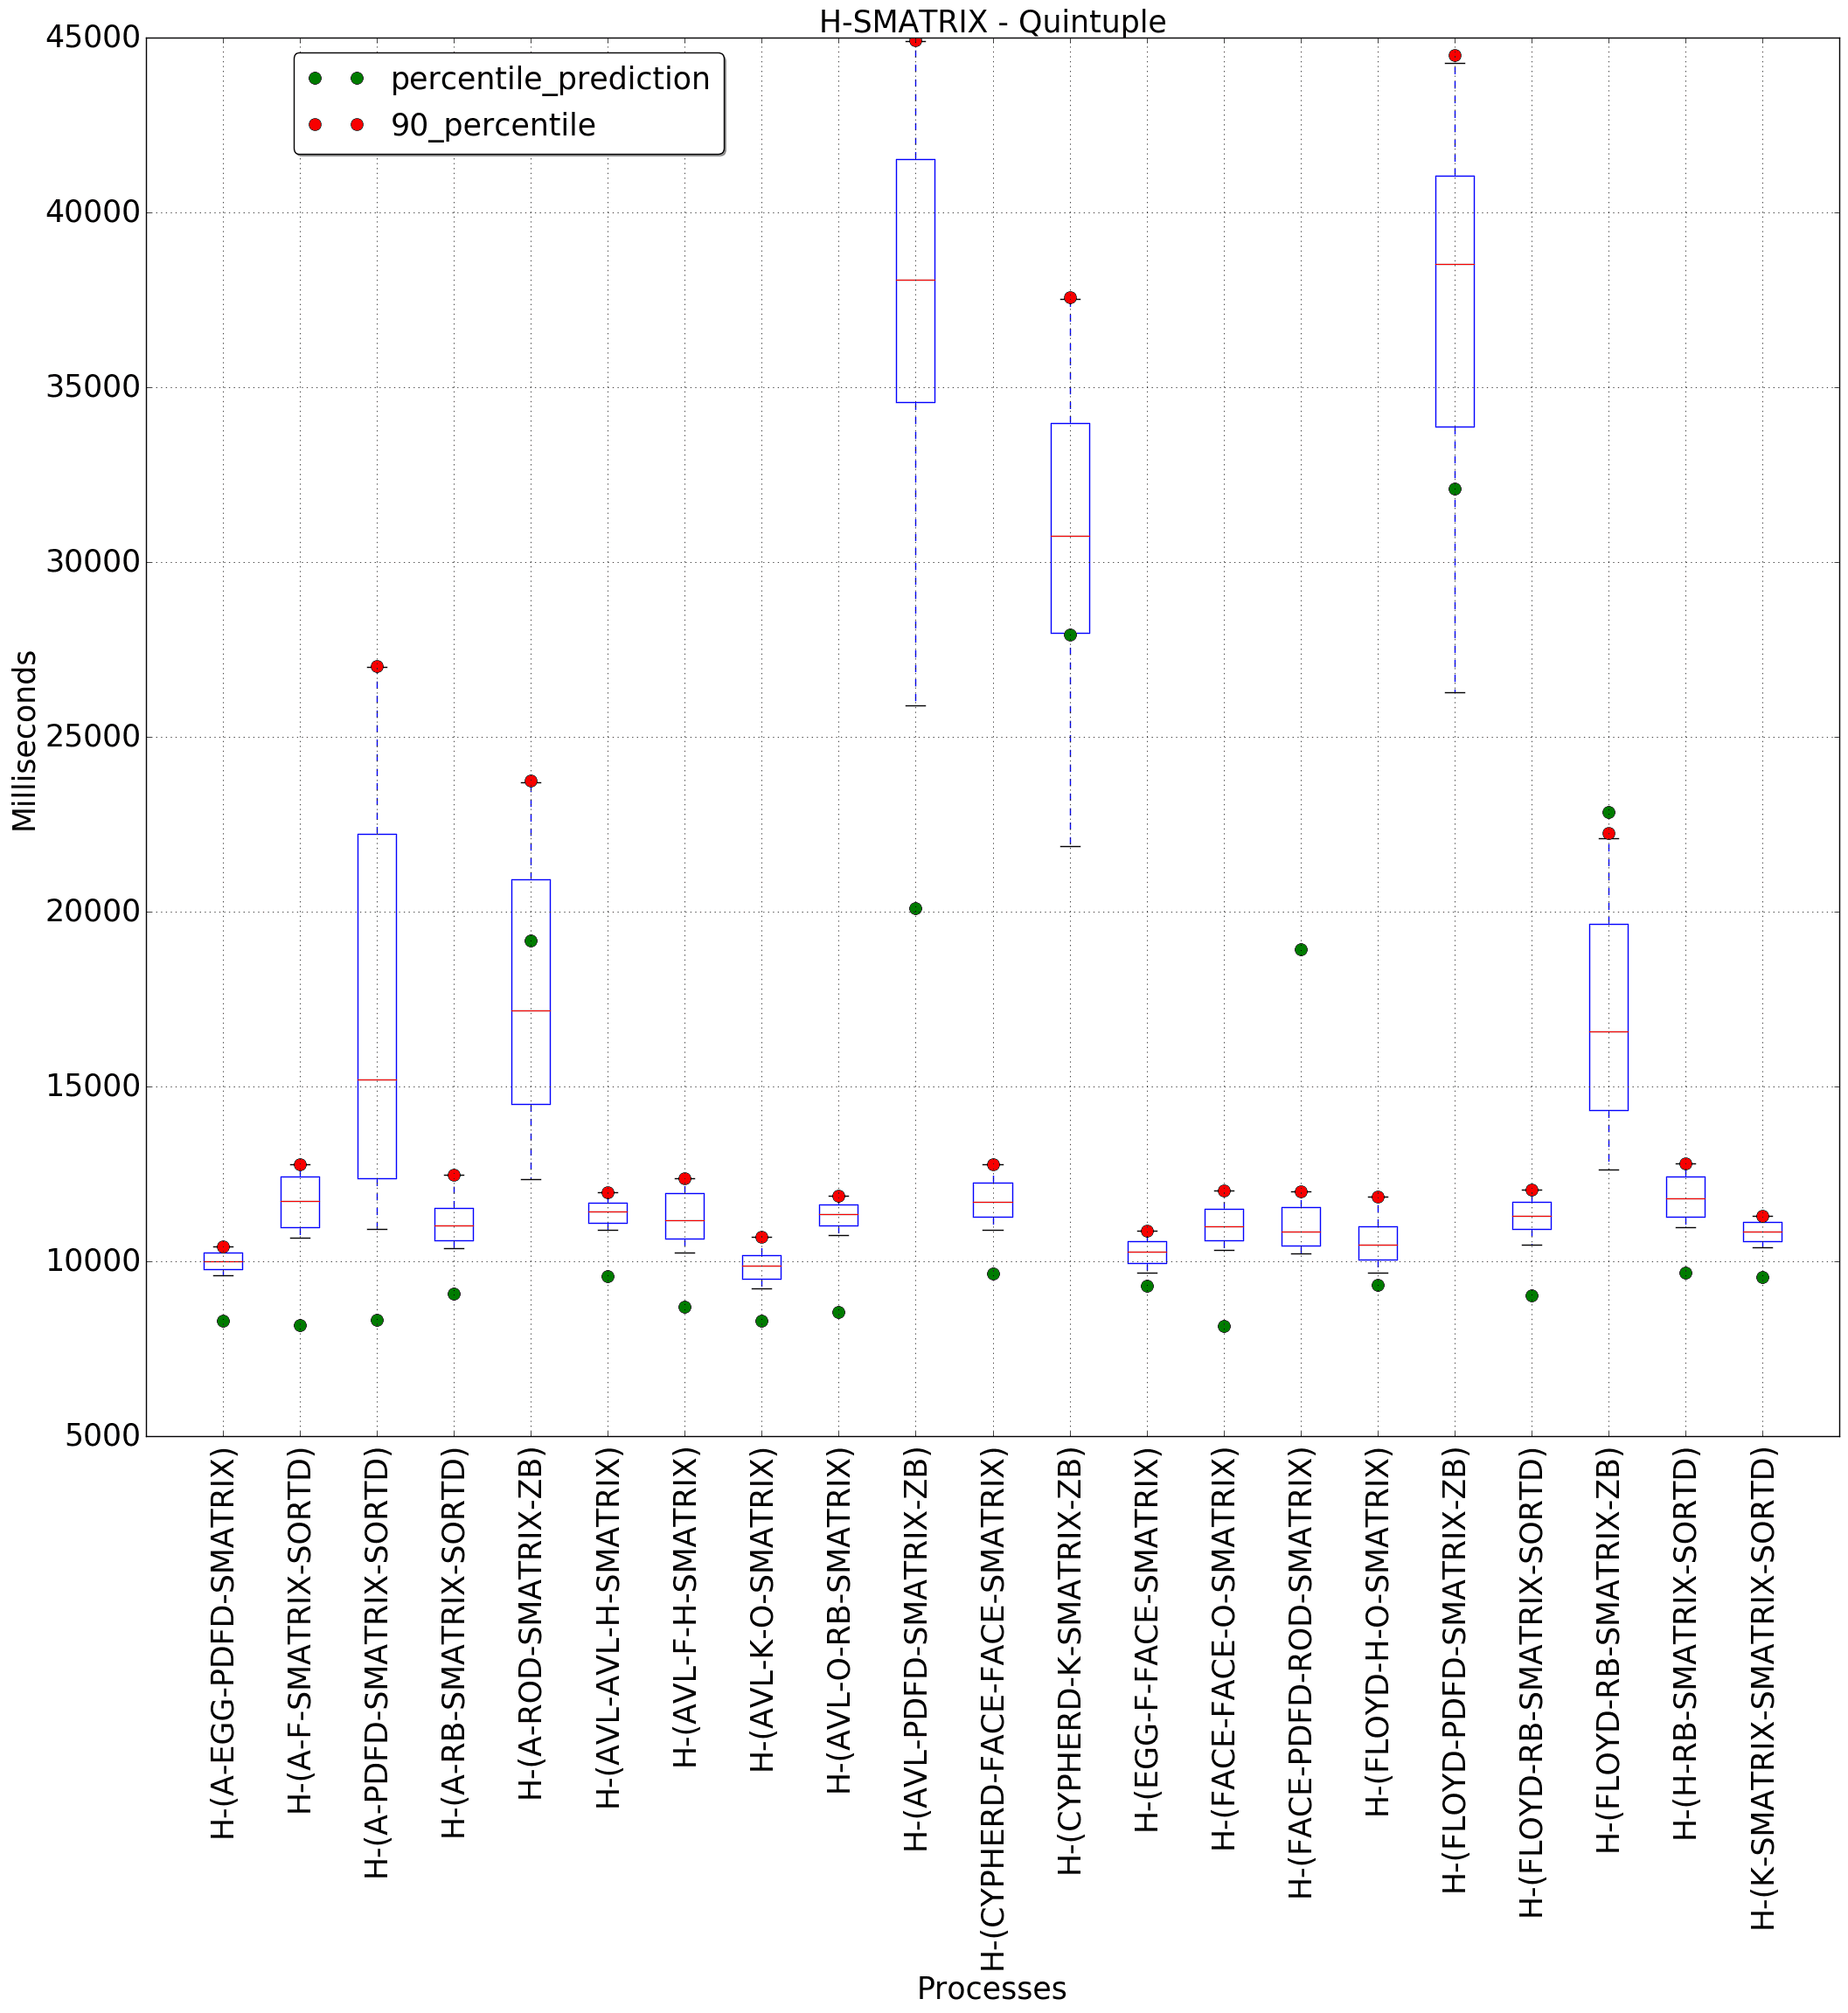 H-SMATRIX - Quintuple
percentile_prediction
90_percentile
Milliseconds
45000
40000
35000
30000
25000
20000
15000
10000
5000
H-(A-EGG-PDFD-SMATRIX)
H-(A-F-SMATRIX-SORTD)
H-(A-PDFD-SMATRIX-SORTD)
H-(A-RB-SMATRIX-SORTD)
H-(A-ROD-SMATRIX-ZB)
H-(AVL-AVL-H-SMATRIX)
H-(AVL-F-H-SMATRIX)
H-(AVL-K-O-SMATRIX)
H-(AVL-O-RB-SMATRIX)
H-(AVL-PDFD-SMATRIX-ZB)
H-(CYPHERD-FACE-FACE-SMATRIX)
H-(CYPHERD-K-SMATRIX-ZB)
H-(EGG-F-FACE-SMATRIX)
H-(FACE-FACE-O-SMATRIX)
H-(FACE-PDFD-ROD-SMATRIX)
H-(FLOYD-H-O-SMATRIX)
H-(FLOYD-PDFD-SMATRIX-ZB)
H-(FLOYD-RB-SMATRIX-SORTD)
H-(FLOYD-RB-SMATRIX-ZB)
H-(H-RB-SMATRIX-SORTD)
H-(K-SMATRIX-SMATRIX-SORTD)
Processes